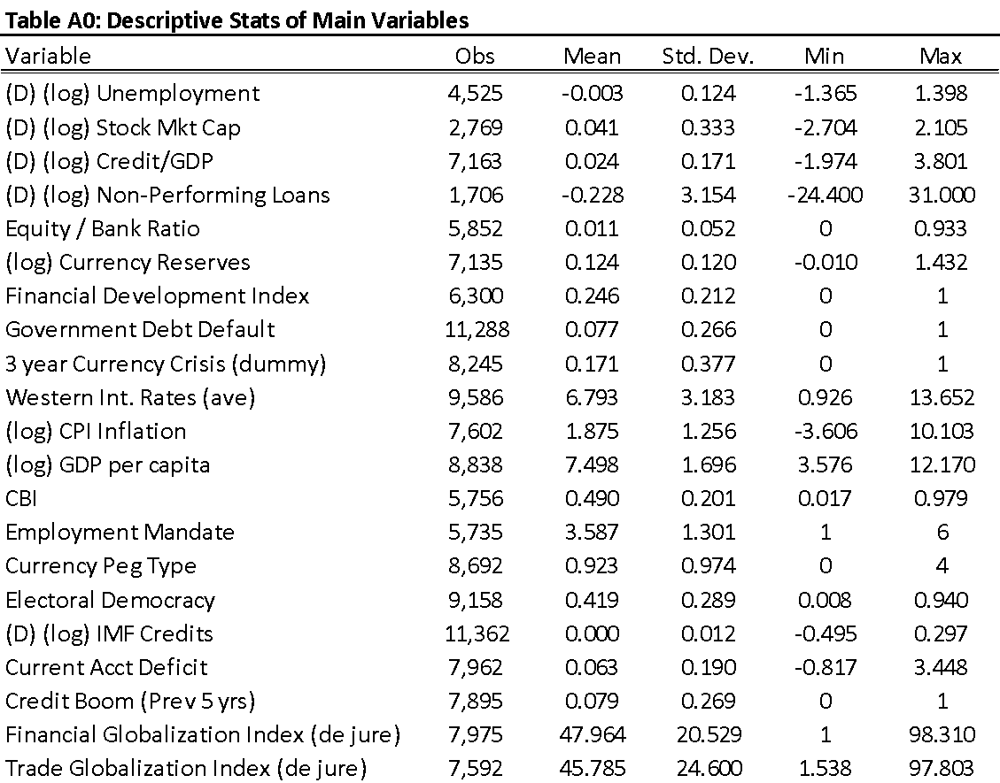 Table A0: Descriptive Stats of Main Variables
Variable Obs Mean Std. Dev. Min Max
(D) (log) Unemployment 4,525 -0.003 0.124 -1.365 1.398
(D) (log) Stock Mkt Cap 2,769 0.041 0.333 -2.704 2.105
(D) (log) Credit/GDP 7,163 0.024 0.171 -1.974 3.801
(D) (log) Non-Performing Loans 1,706 -0.228 3.154 -24.400 31.000
Equity / Bank Ratio 5,852 0.011 0.052 0 0.933
(log) Currency Reserves 7,135 0.124 0.120 -0.010 1.432
Financial Development Index 6,300 0.246 0.212 0 1
Government Debt Default 11,288 0.077 0.266 0 1
3 year Currency Crisis (dummy) 8,245 0.171 0.377 0 1
Western Int. Rates (ave) 9,586 6.793 3.183 0.926 13.652
(log) CPI Inflation 7,602 1.875 1.256 -3.606 10.103
(log) GDP per capita 8,838 7.498 1.696 3.576 12.170
CBI 5,756 0.490 0.201 0.017 0.979
Employment Mandate 5,735 3.587 1.301 1 6
Currency Peg Type 8,692 0.923 0.974 0 4
Electoral Democracy 9,158 0.419 0.289 0.008 0.940
(D) (log) IMF Credits 11,362 0.000 0.012 -0.495 0.297
Current Acct Deficit 7,962 0.063 0.190 -0.817 3.448
Credit Boom (Prev 5 yrs) 7,895 0.079 0.269 0 1
Financial Globalization Index (de jure) 7,975 47.964 20.529 1 98.310
Trade Globalization Index (de jure) 7,592 45.785 24.600 1.538 97.803